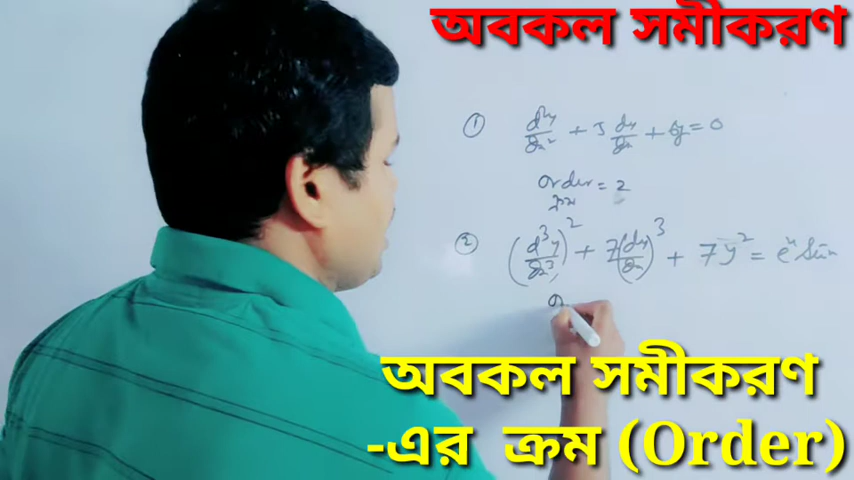 অবকল সমীকরণ
① d²y/dx² + 5 dy/dx + 6y = 0
order = 2
ক্রম
② (d³y/dx³)² + 7(dy/dx)³ + 7y² = eˣ sin
অবকল সমীকরণ
-এর ক্রম (Order)